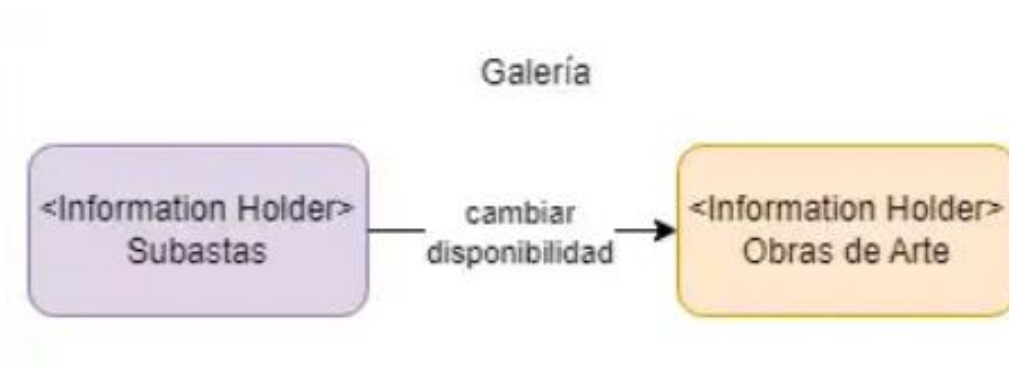 Galería
<Information Holder>
Subastas
cambiar
disponibilidad
<Information Holder>
Obras de Arte